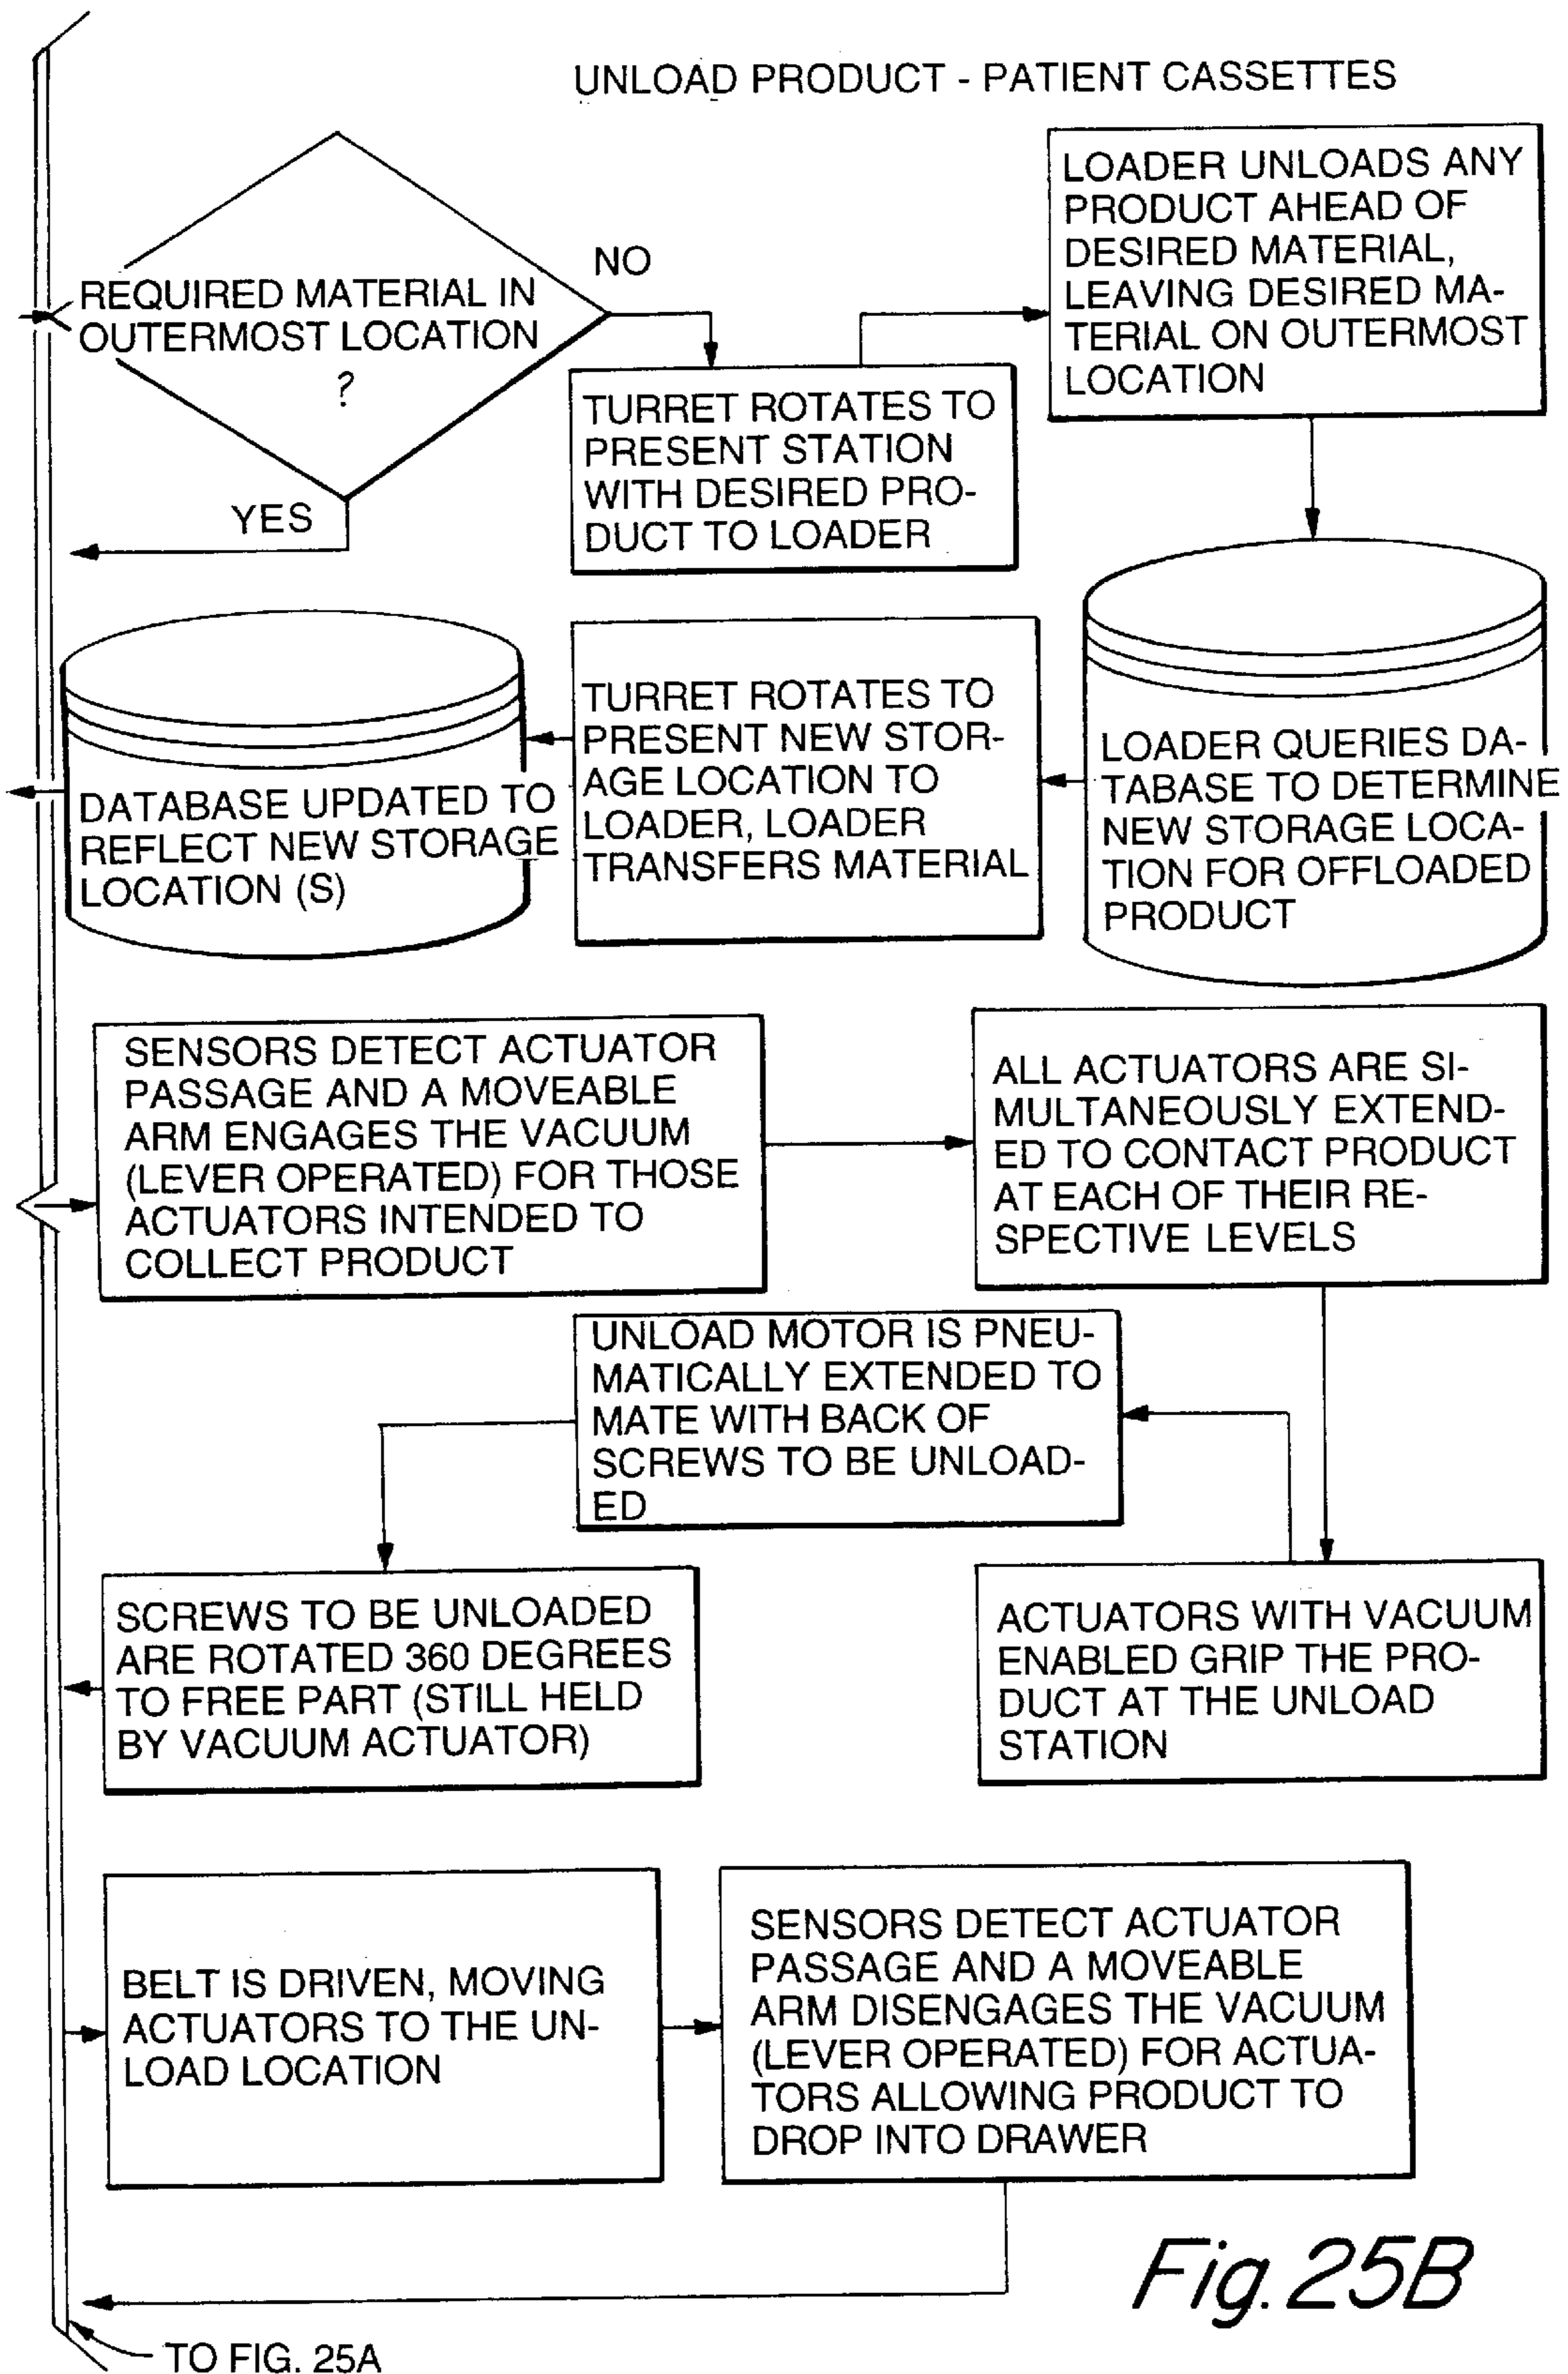 UNLOAD PRODUCT - PATIENT CASSETTES
REQUIRED MATERIAL IN
OUTERMOST LOCATION
?
NO
YES
TURRET ROTATES TO
PRESENT STATION
WITH DESIRED PRO-
DUCT TO LOADER
LOADER UNLOADS ANY
PRODUCT AHEAD OF
DESIRED MATERIAL,
LEAVING DESIRED MA-
TERIAL ON OUTERMOST
LOCATION
LOADER QUERIES DA-
TABASE TO DETERMINE
NEW STORAGE LOCA-
TION FOR OFFLOADED
PRODUCT
TURRET ROTATES TO
PRESENT NEW STOR-
AGE LOCATION TO
LOADER, LOADER
TRANSFERS MATERIAL
DATABASE UPDATED TO
REFLECT NEW STORAGE
LOCATION (S)
SENSORS DETECT ACTUATOR
PASSAGE AND A MOVEABLE
ARM ENGAGES THE VACUUM
(LEVER OPERATED) FOR THOSE
ACTUATORS INTENDED TO
COLLECT PRODUCT
ALL ACTUATORS ARE SI-
MULTANEOUSLY EXTEND-
ED TO CONTACT PRODUCT
AT EACH OF THEIR RE-
SPECTIVE LEVELS
ACTUATORS WITH VACUUM
ENABLED GRIP THE PRO-
DUCT AT THE UNLOAD
STATION
UNLOAD MOTOR IS PNEU-
MATICALLY EXTENDED TO
MATE WITH BACK OF
SCREWS TO BE UNLOAD-
ED
SCREWS TO BE UNLOADED
ARE ROTATED 360 DEGREES
TO FREE PART (STILL HELD
BY VACUUM ACTUATOR)
BELT IS DRIVEN, MOVING
ACTUATORS TO THE UN-
LOAD LOCATION
SENSORS DETECT ACTUATOR
PASSAGE AND A MOVEABLE
ARM DISENGAGES THE VACUUM
(LEVER OPERATED) FOR ACTUA-
TORS ALLOWING PRODUCT TO
DROP INTO DRAWER
Fig. 25B
TO FIG. 25A